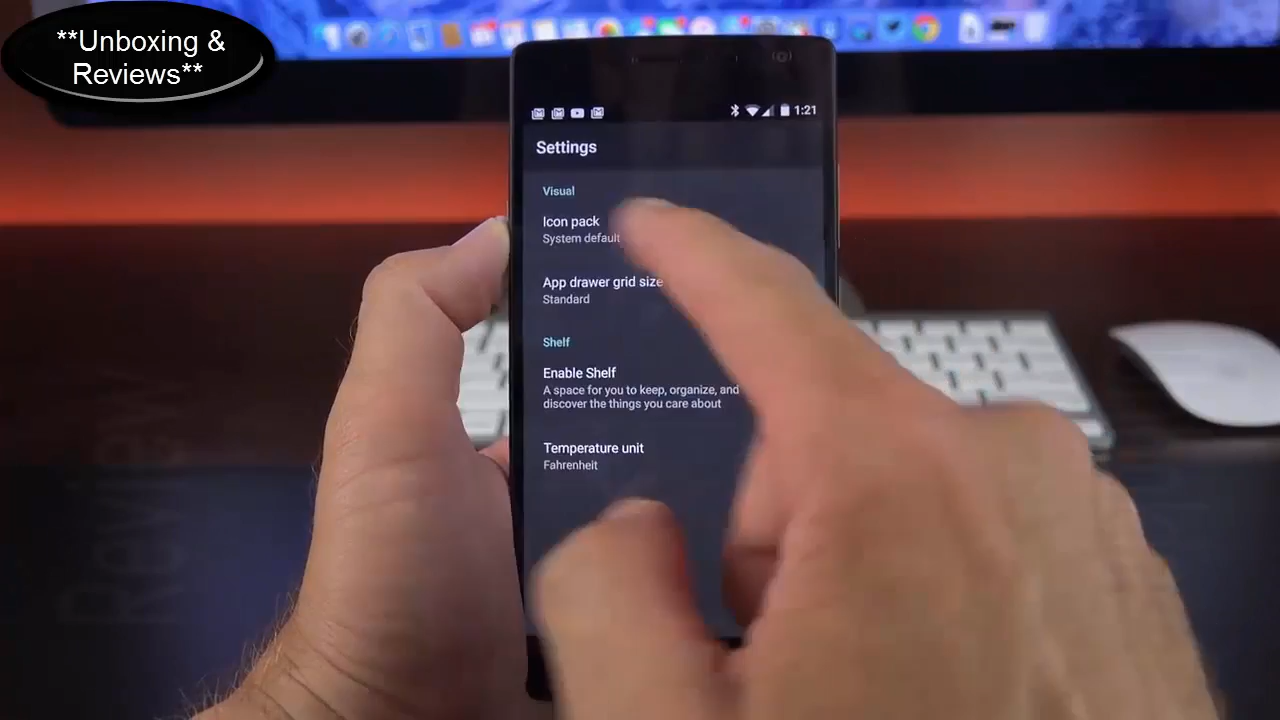 **Unboxing &
Reviews**
1:21
Settings
Visual
Icon pack
System default
App drawer grid size
Standard
Shelf
Enable Shelf
A space for you to keep, organize, and
discover the things you care about
Temperature unit
Fahrenheit
Review